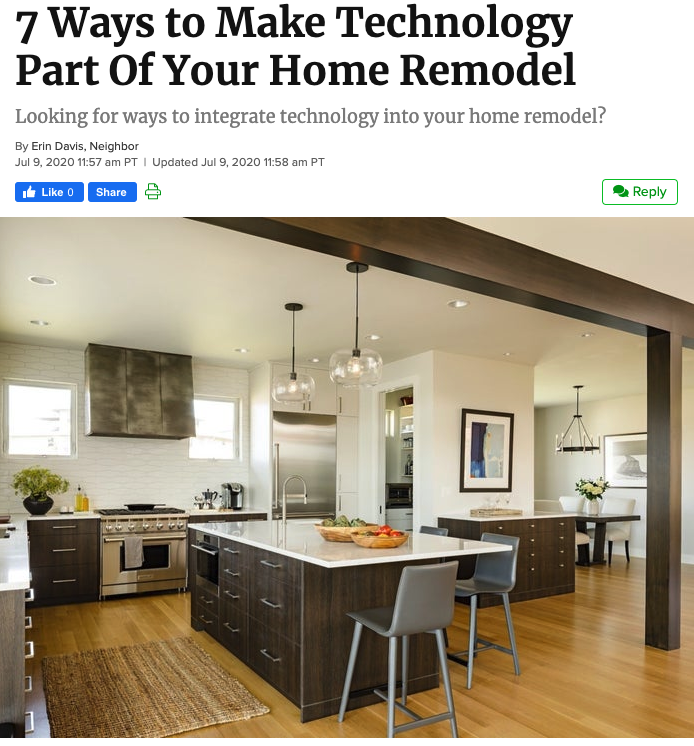 7 Ways to Make Technology
Part Of Your Home Remodel
Looking for ways to integrate technology into your home remodel?
By Erin Davis, Neighbor
Jul 9, 2020 11:57 am PT | Updated Jul 9, 2020 11:58 am PT
Like 0 Share Reply